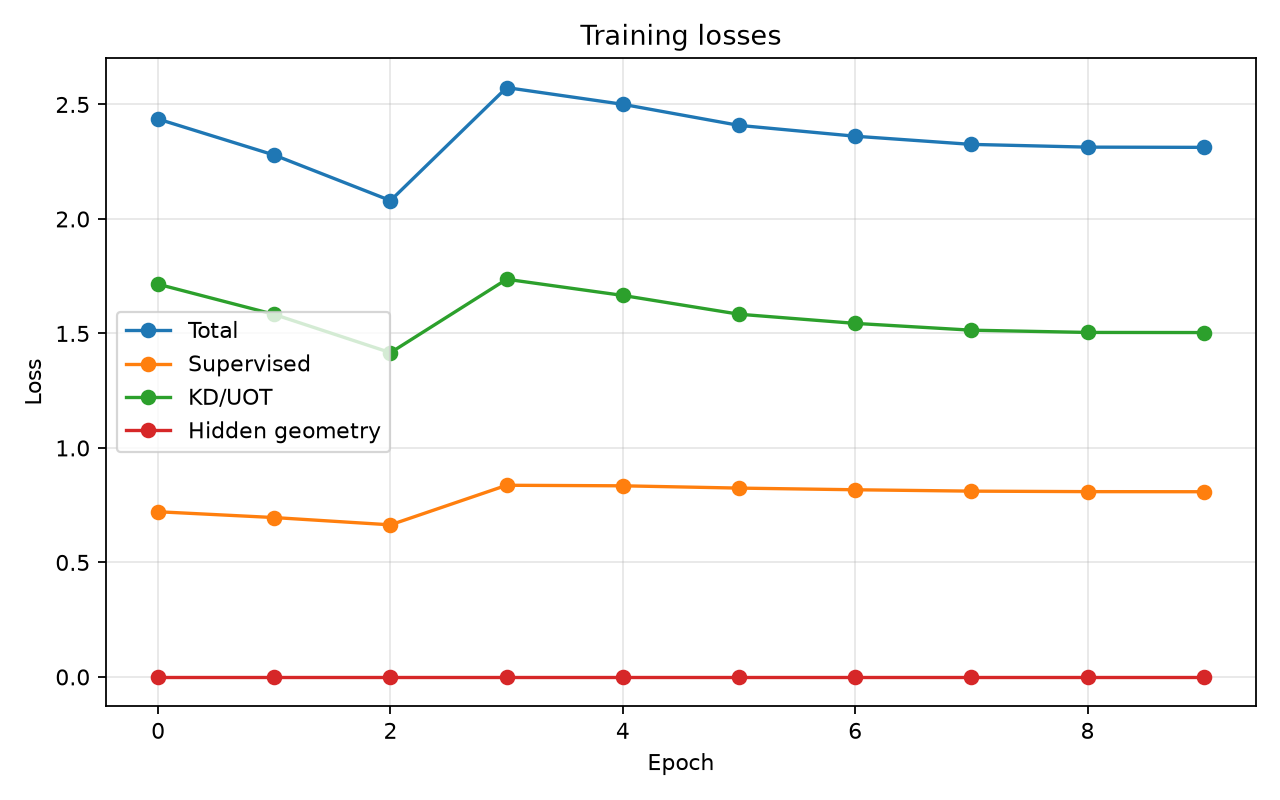 Training losses
2.5
2.0
1.5
1.0
0.5
0.0
Loss
Total
Supervised
KD/UOT
Hidden geometry
0 2 4 6 8
Epoch